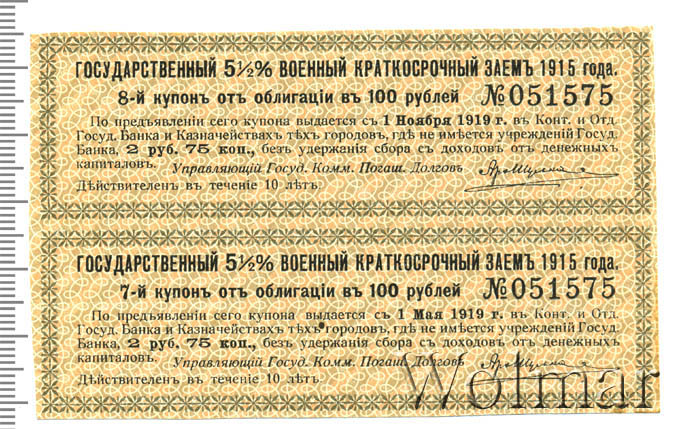 ГОСУДАРСТВЕННЫЙ 5½% ВОЕННЫЙ КРАТКОСРОЧНЫЙ ЗАЕМЪ 1915 года.
8-й купонъ отъ облигаціи въ 100 рублей №051575
По предъявленіи сего купона выдается съ 1 Ноября 1919 г. въ Конт. и Отд.
Госуд. Банка и Казначействахъ тѣхъ городовъ, гдѣ не имѣется учрежденій Госуд.
Банка, 2 руб. 75 коп., безъ удержанія сбора съ доходовъ отъ денежныхъ
капиталовъ. Управляющій Госуд. Комм. Погаш. Долговъ
Дѣйствителенъ въ теченіе 10 лѣтъ.
ГОСУДАРСТВЕННЫЙ 5½% ВОЕННЫЙ КРАТКОСРОЧНЫЙ ЗАЕМЪ 1915 года.
7-й купонъ отъ облигаціи въ 100 рублей №051575
По предъявленіи сего купона выдается съ 1 Мая 1919 г. въ Конт. и Отд.
Госуд. Банка и Казначействахъ тѣхъ городовъ, гдѣ не имѣется учрежденій Госуд.
Банка, 2 руб. 75 коп., безъ удержанія сбора съ доходовъ отъ денежныхъ
капиталовъ. Управляющій Госуд. Комм. Погаш. Долговъ
Дѣйствителенъ въ теченіе 10 лѣтъ.
Wolmar